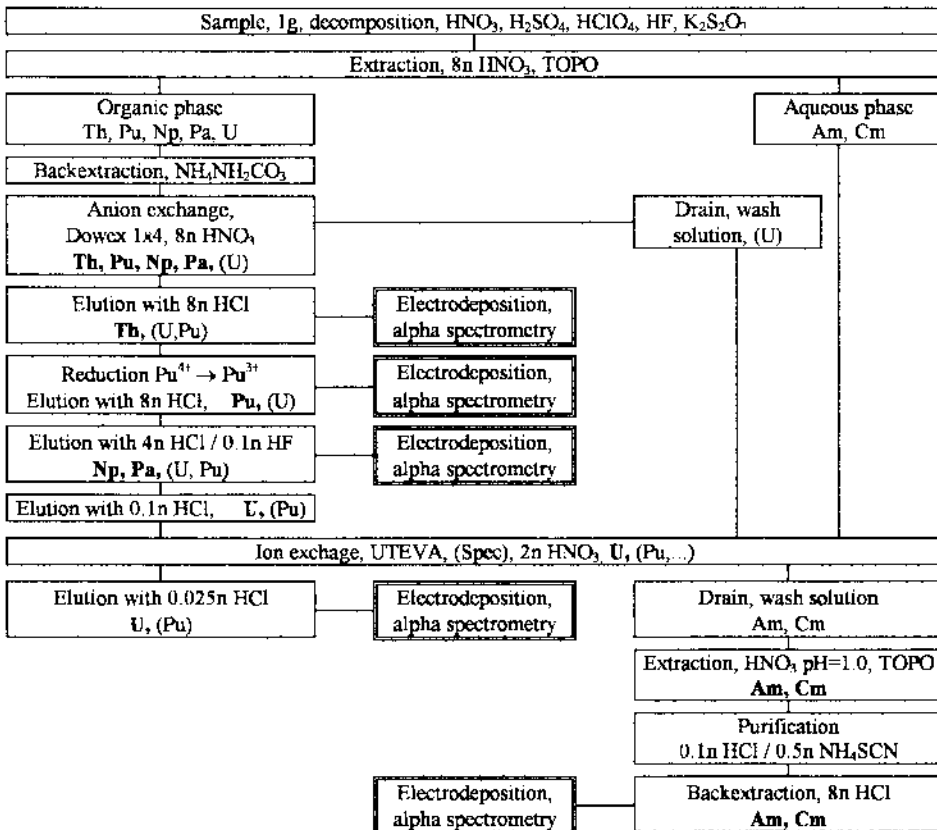 Sample, 1g, decomposition, HNO₃, H₂SO₄, HClO₄, HF, K₂S₂O₇
Extraction, 8n HNO₃, TOPO
Organic phase
Th, Pu, Np, Pa, U
Aqueous phase
Am, Cm
Backextraction, NH₄NH₂CO₃
Anion exchange,
Dowex 1x4, 8n HNO₃
Th, Pu, Np, Pa, (U)
Drain, wash
solution, (U)
Elution with 8n HCl
Th, (U,Pu)
Electrodeposition,
alpha spectrometry
Reduction Pu⁴⁺ → Pu³⁺
Elution with 8n HCl, Pu, (U)
Electrodeposition,
alpha spectrometry
Elution with 4n HCl / 0.1n HF
Np, Pa, (U, Pu)
Electrodeposition,
alpha spectrometry
Elution with 0.1n HCl, U, (Pu)
Ion exchage, UTEVA, (Spec), 2n HNO₃, U, (Pu,...)
Elution with 0.025n HCl
U, (Pu)
Electrodeposition,
alpha spectrometry
Drain, wash solution
Am, Cm
Extraction, HNO₃ pH=1.0, TOPO
Am, Cm
Purification
0.1n HCl / 0.5n NH₄SCN
Electrodeposition,
alpha spectrometry
Backextraction, 8n HCl
Am, Cm